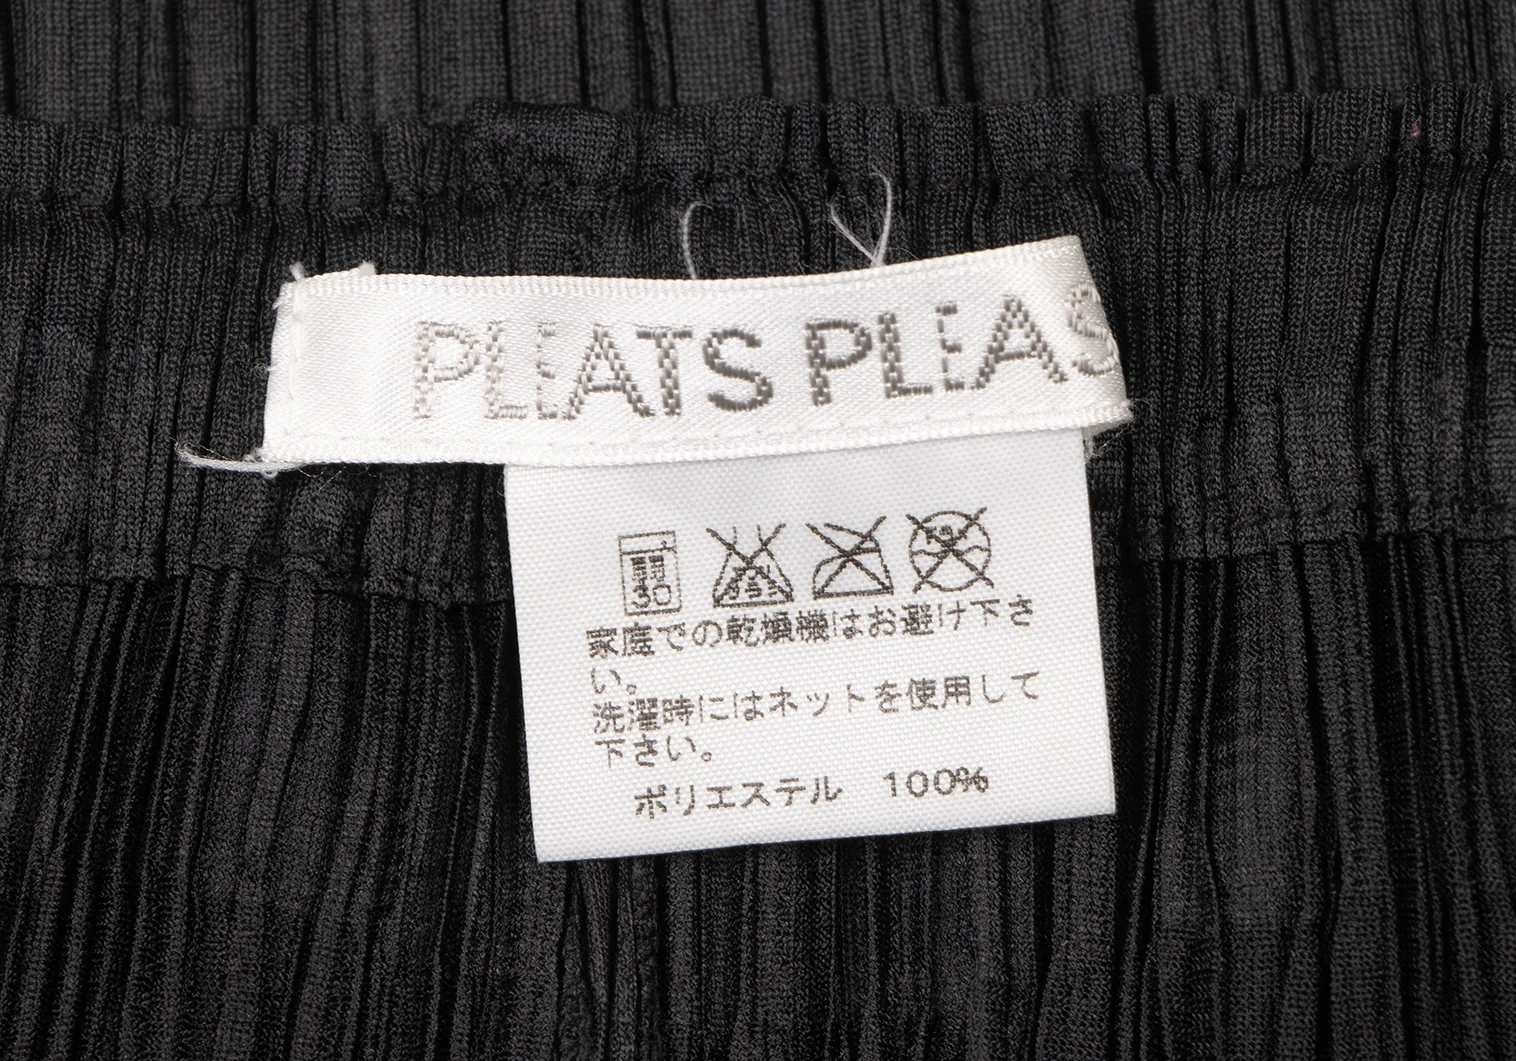 PLEATS PLEAS
30
家庭での乾燥機はお避け下さ
い。
洗濯時にはネットを使用して
下さい。
ポリエステル 100%